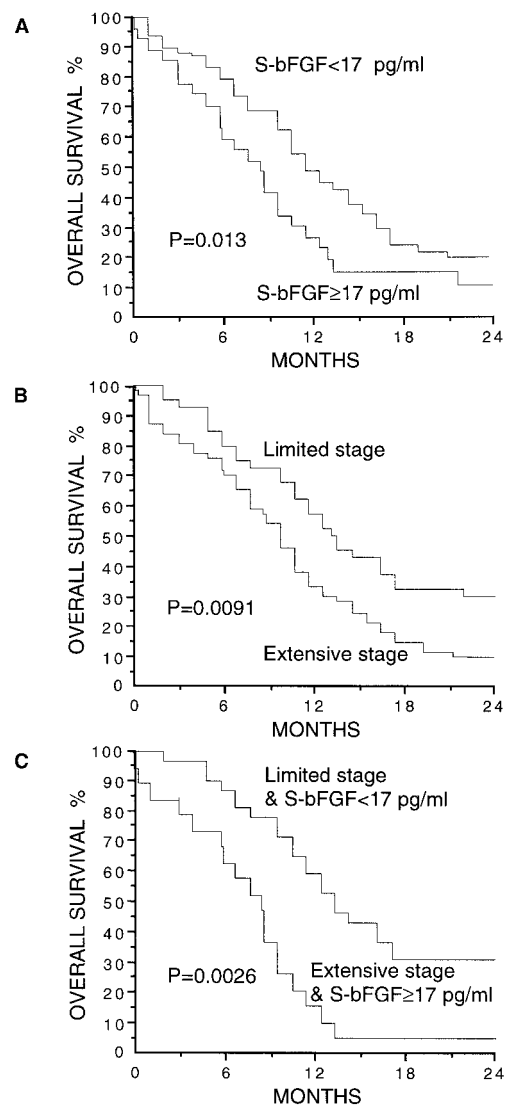 A
OVERALL SURVIVAL %
100
90
80
70
60
50
40
30
20
10
0
S-bFGF<17 pg/ml
P=0.013
S-bFGF≥17 pg/ml
0 6 12 18 24
MONTHS
B
OVERALL SURVIVAL %
100
90
80
70
60
50
40
30
20
10
0
Limited stage
P=0.0091
Extensive stage
0 6 12 18 24
MONTHS
C
OVERALL SURVIVAL %
100
90
80
70
60
50
40
30
20
10
0
Limited stage
& S-bFGF<17 pg/ml
P=0.0026
Extensive stage
& S-bFGF≥17 pg/ml
0 6 12 18 24
MONTHS